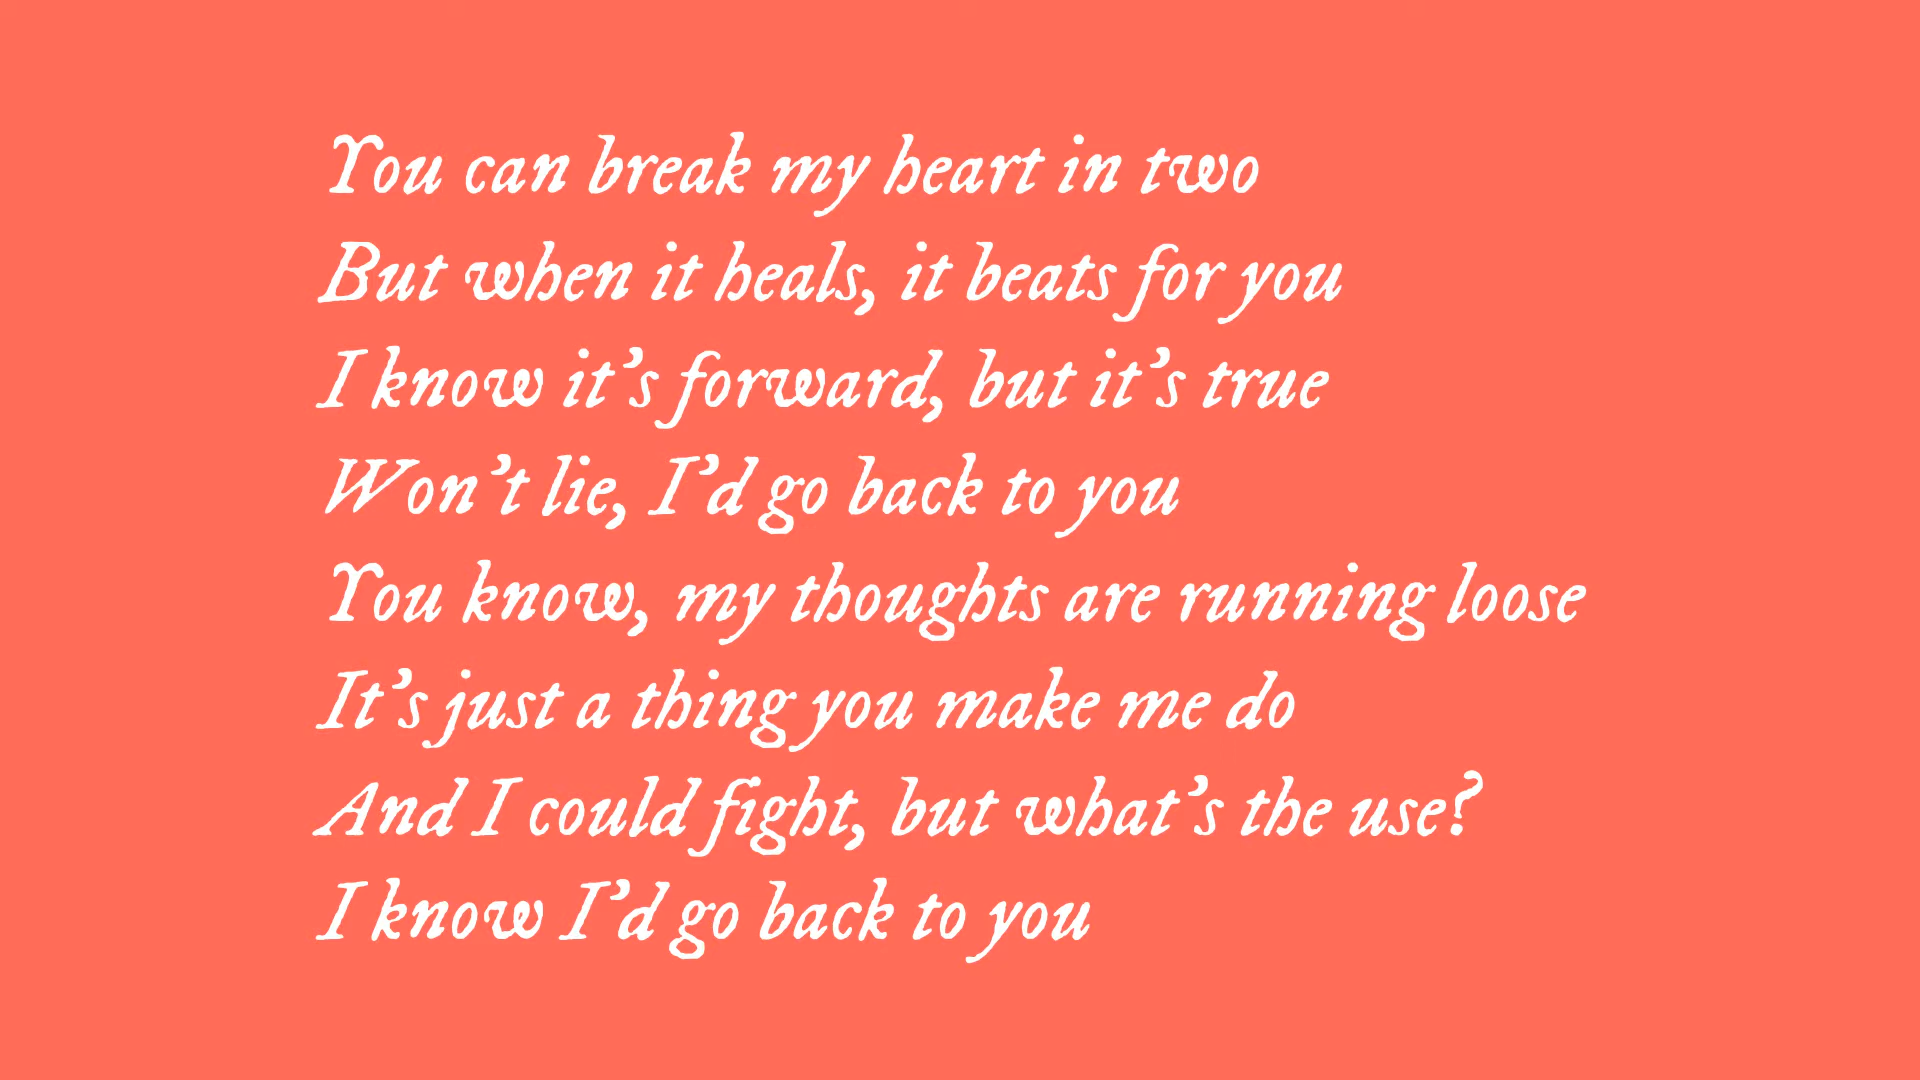 You can break my heart in two
But when it heals, it beats for you
I know it's forward, but it's true
Won't lie, I'd go back to you
You know, my thoughts are running loose
It's just a thing you make me do
And I could fight, but what's the use?
I know I'd go back to you